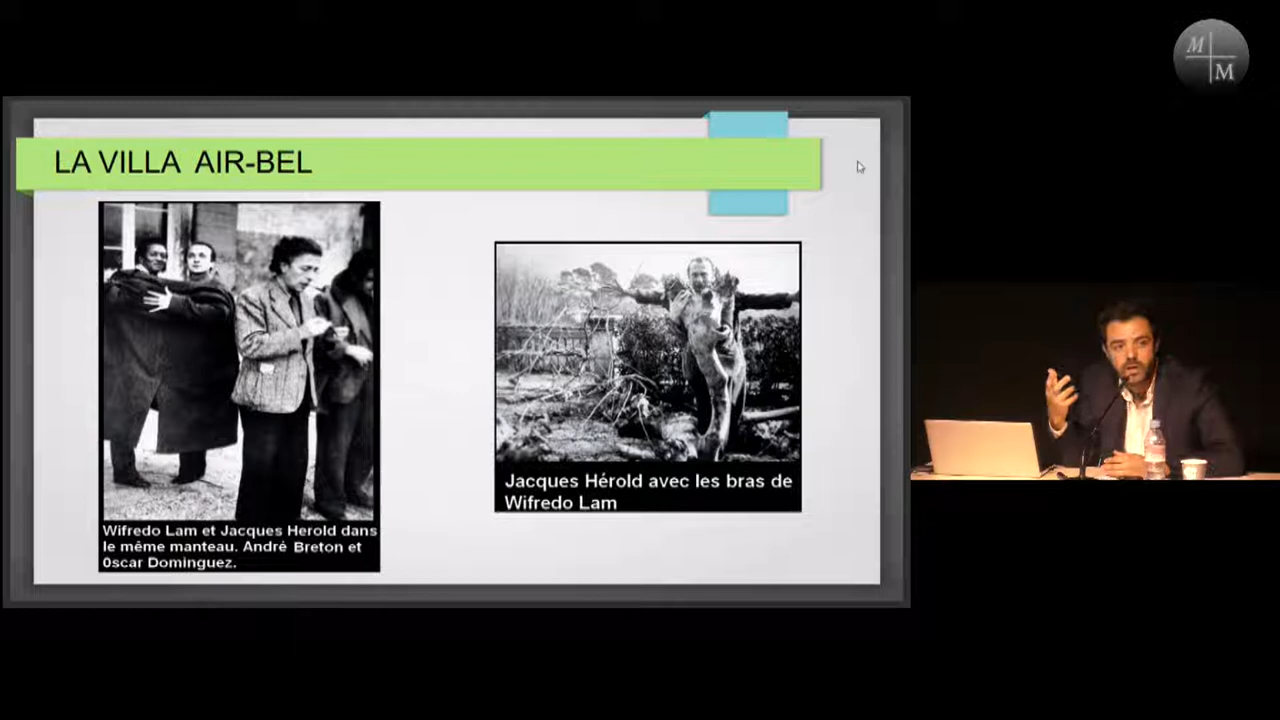 M
M
LA VILLA AIR-BEL
Wifredo Lam et Jacques Herold dans
le même manteau. André Breton et
0scar Dominguez.
Jacques Hérold avec les bras de
Wifredo Lam